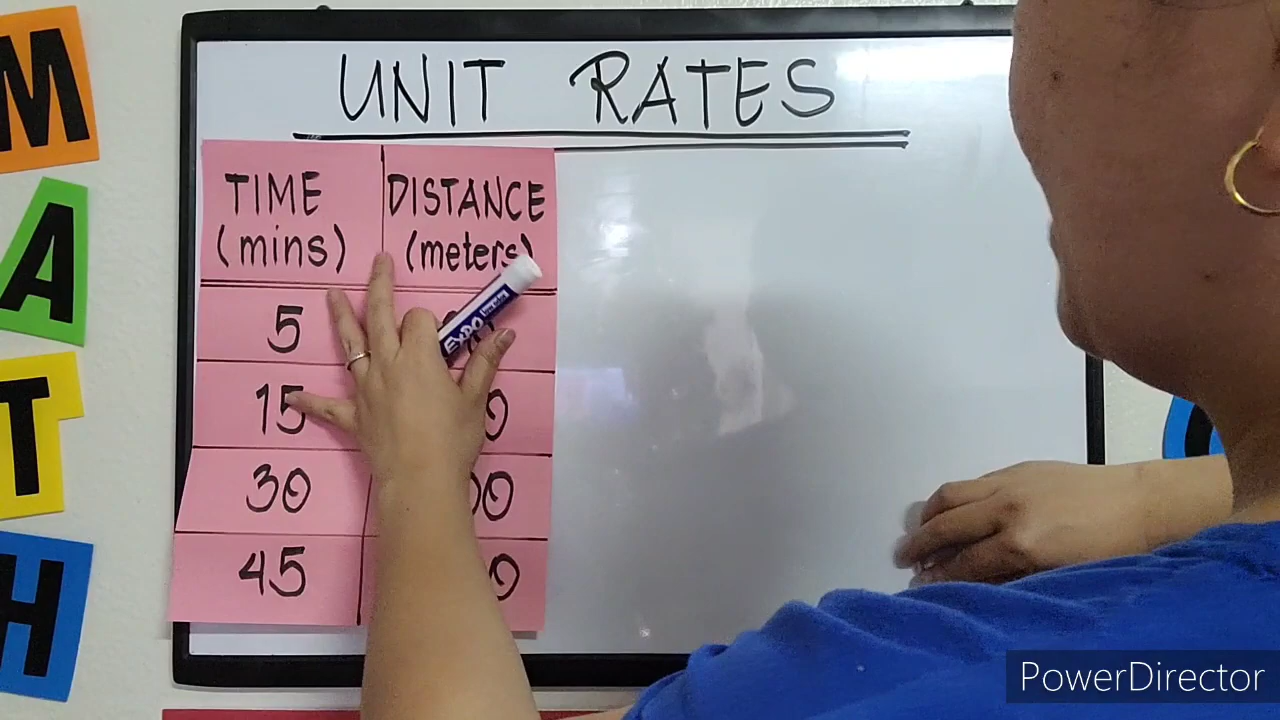 UNIT RATES
TIME (mins) DISTANCE (meters)
5
15
30
45
M
A
T
H
EXPO
PowerDirector